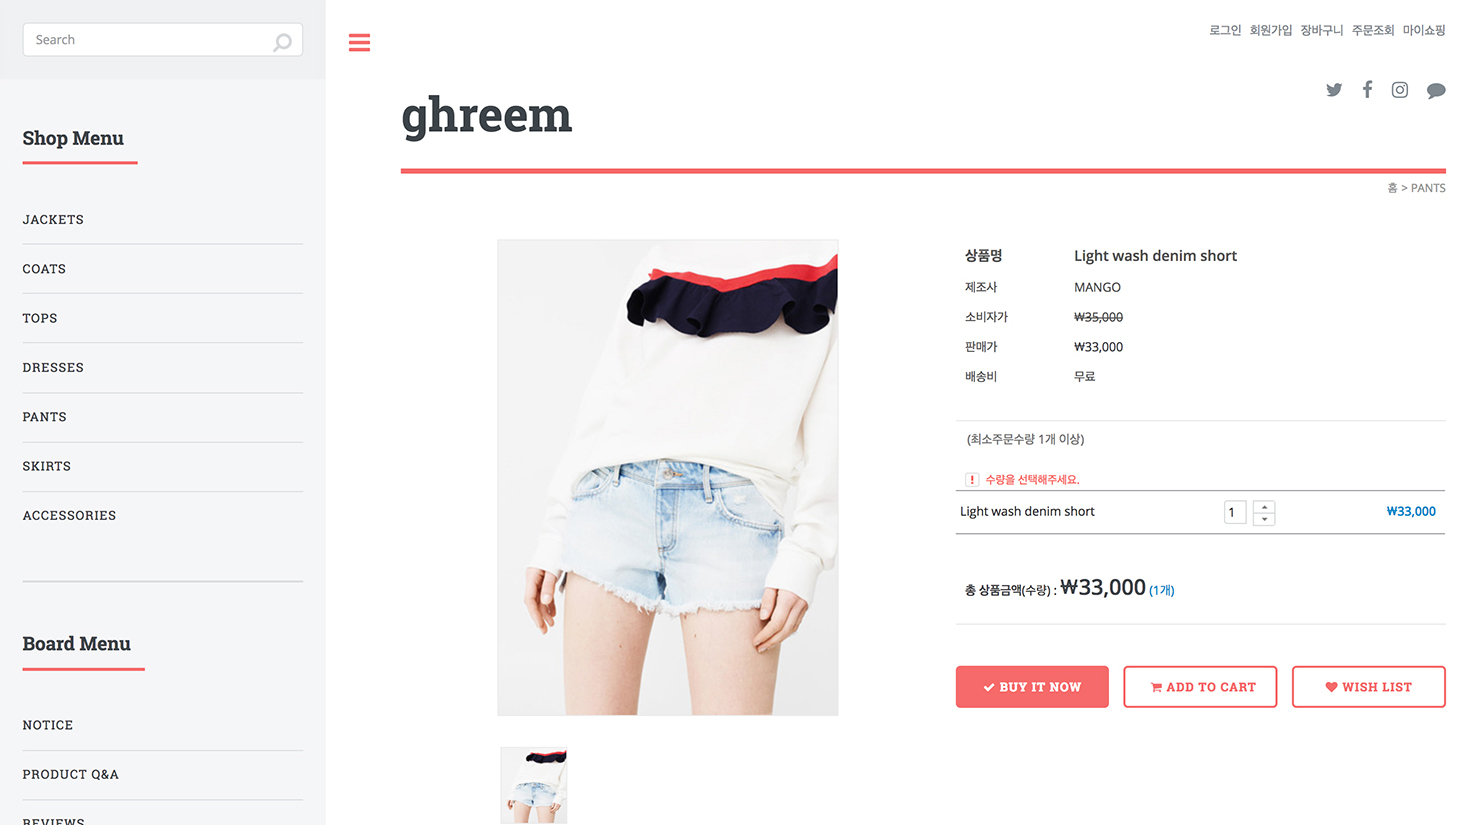 Search
로그인 회원가입 장바구니 주문조회 마이쇼핑
ghreem
홈 > PANTS
Shop Menu
JACKETS
COATS
TOPS
DRESSES
PANTS
SKIRTS
ACCESSORIES
Board Menu
NOTICE
PRODUCT Q&A
REVIEWS
상품명 Light wash denim short
제조사 MANGO
소비자가 ₩35,000
판매가 ₩33,000
배송비 무료
(최소주문수량 1개 이상)
! 수량을 선택해주세요.
Light wash denim short 1 ₩33,000
총 상품금액(수량) : ₩33,000 (1개)
BUY IT NOW ADD TO CART WISH LIST